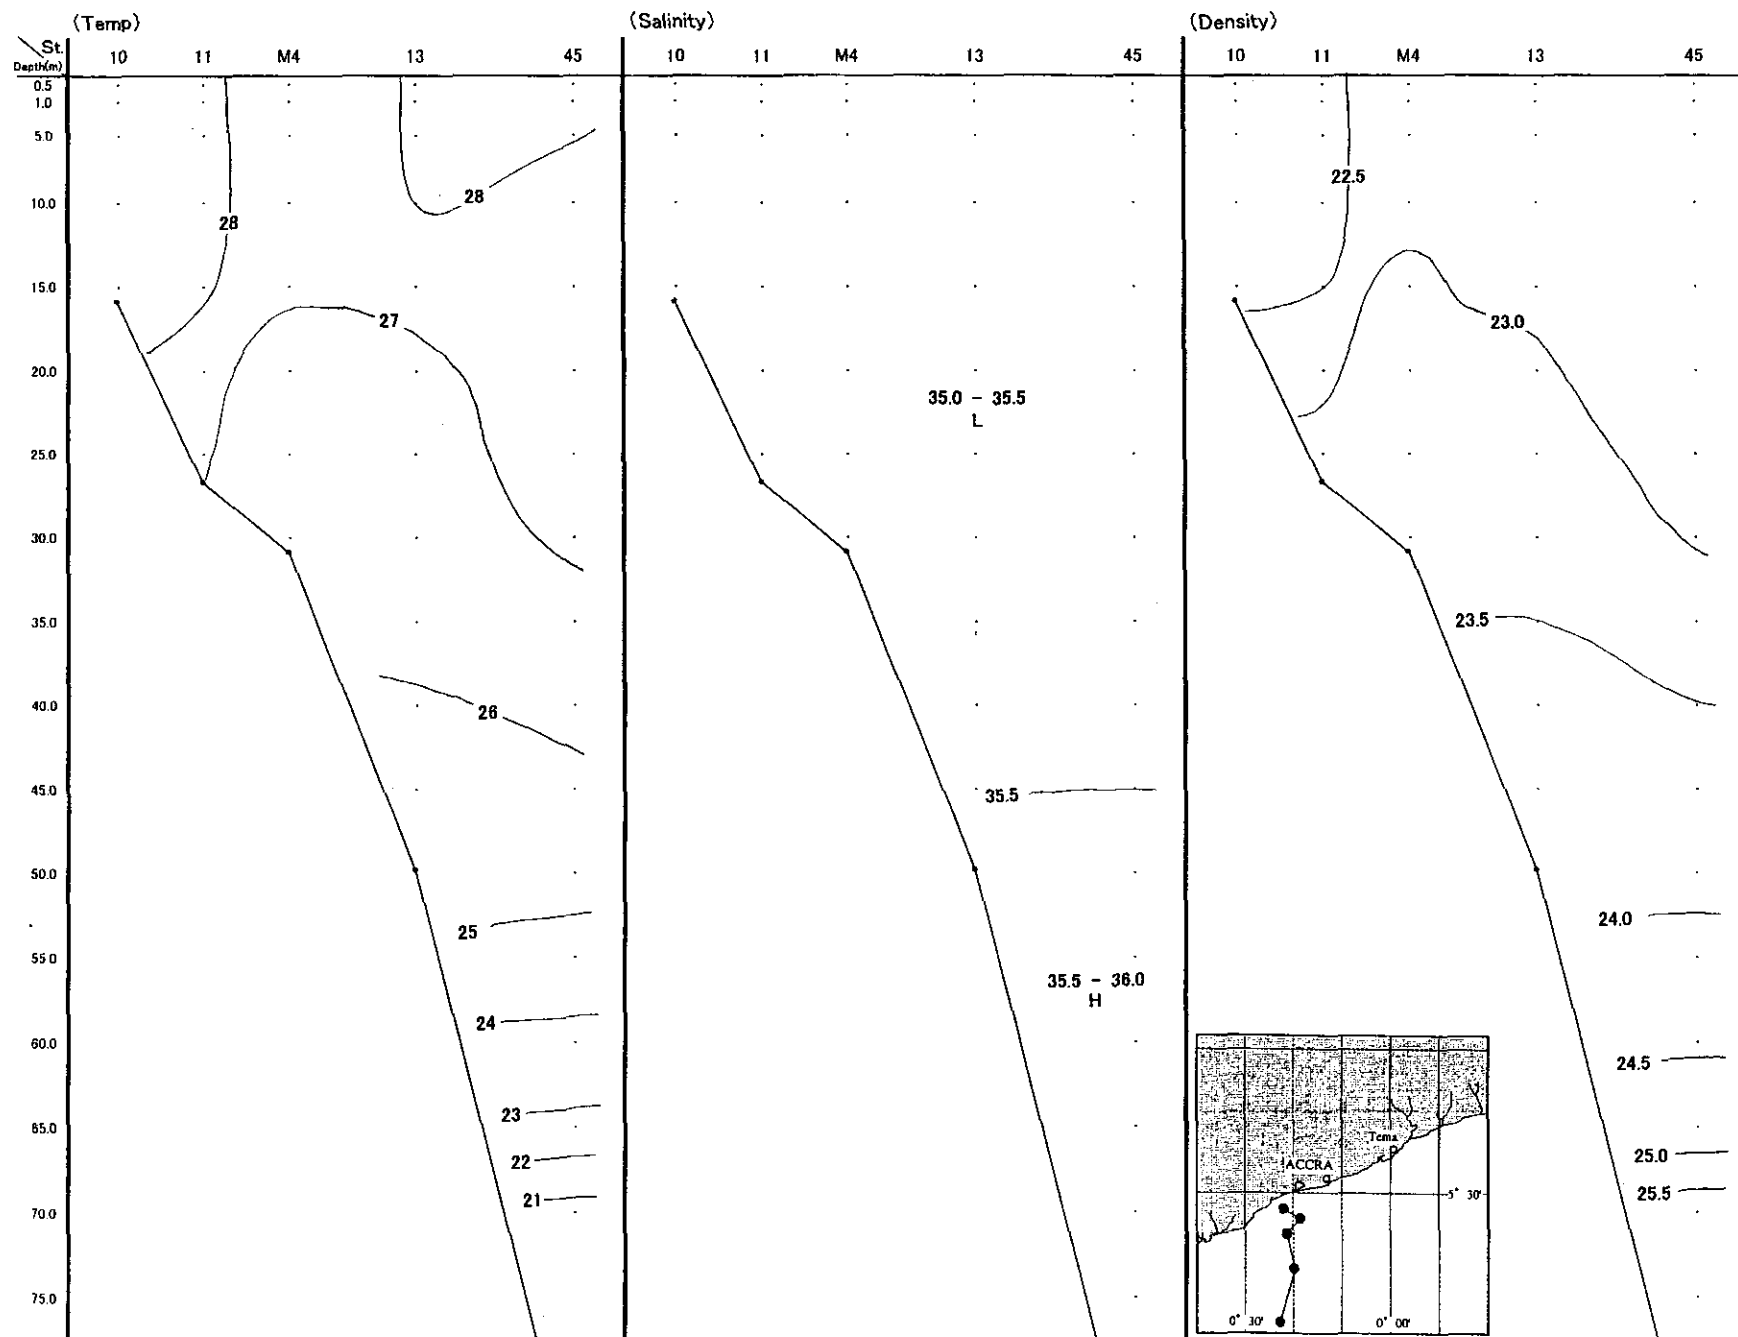 (Temp)
(Salinity)
(Density)
St.
Depth(m)
10 11 M4 13 45
10 11 M4 13 45
10 11 M4 13 45
0.5
1.0
5.0
10.0
15.0
20.0
25.0
30.0
35.0
40.0
45.0
50.0
55.0
60.0
65.0
70.0
75.0
28
28
27
26
25
24
23
22
21
35.0 - 35.5
L
35.5
35.5 - 36.0
H
22.5
23.0
23.5
24.0
24.5
25.0
25.5
Tema
ACCRA
5° 30'
0° 30' 0° 00'